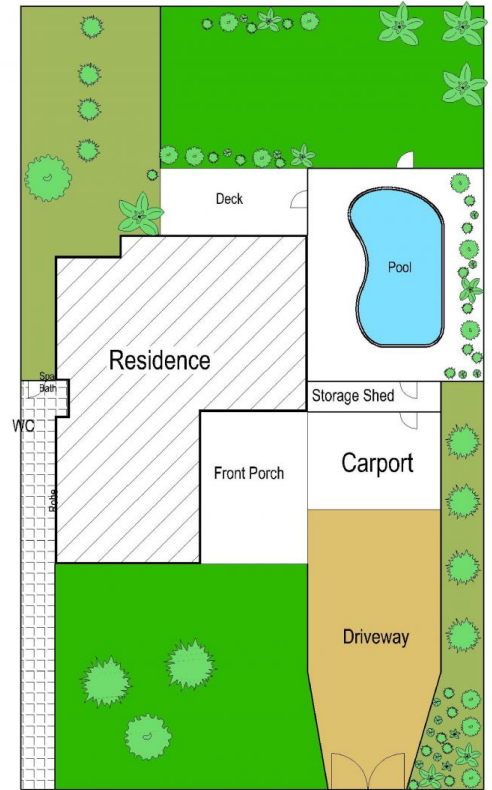 Deck
Pool
Residence
Spa
Bath
Storage Shed
WC
Carport
Front Porch
Robe
Driveway